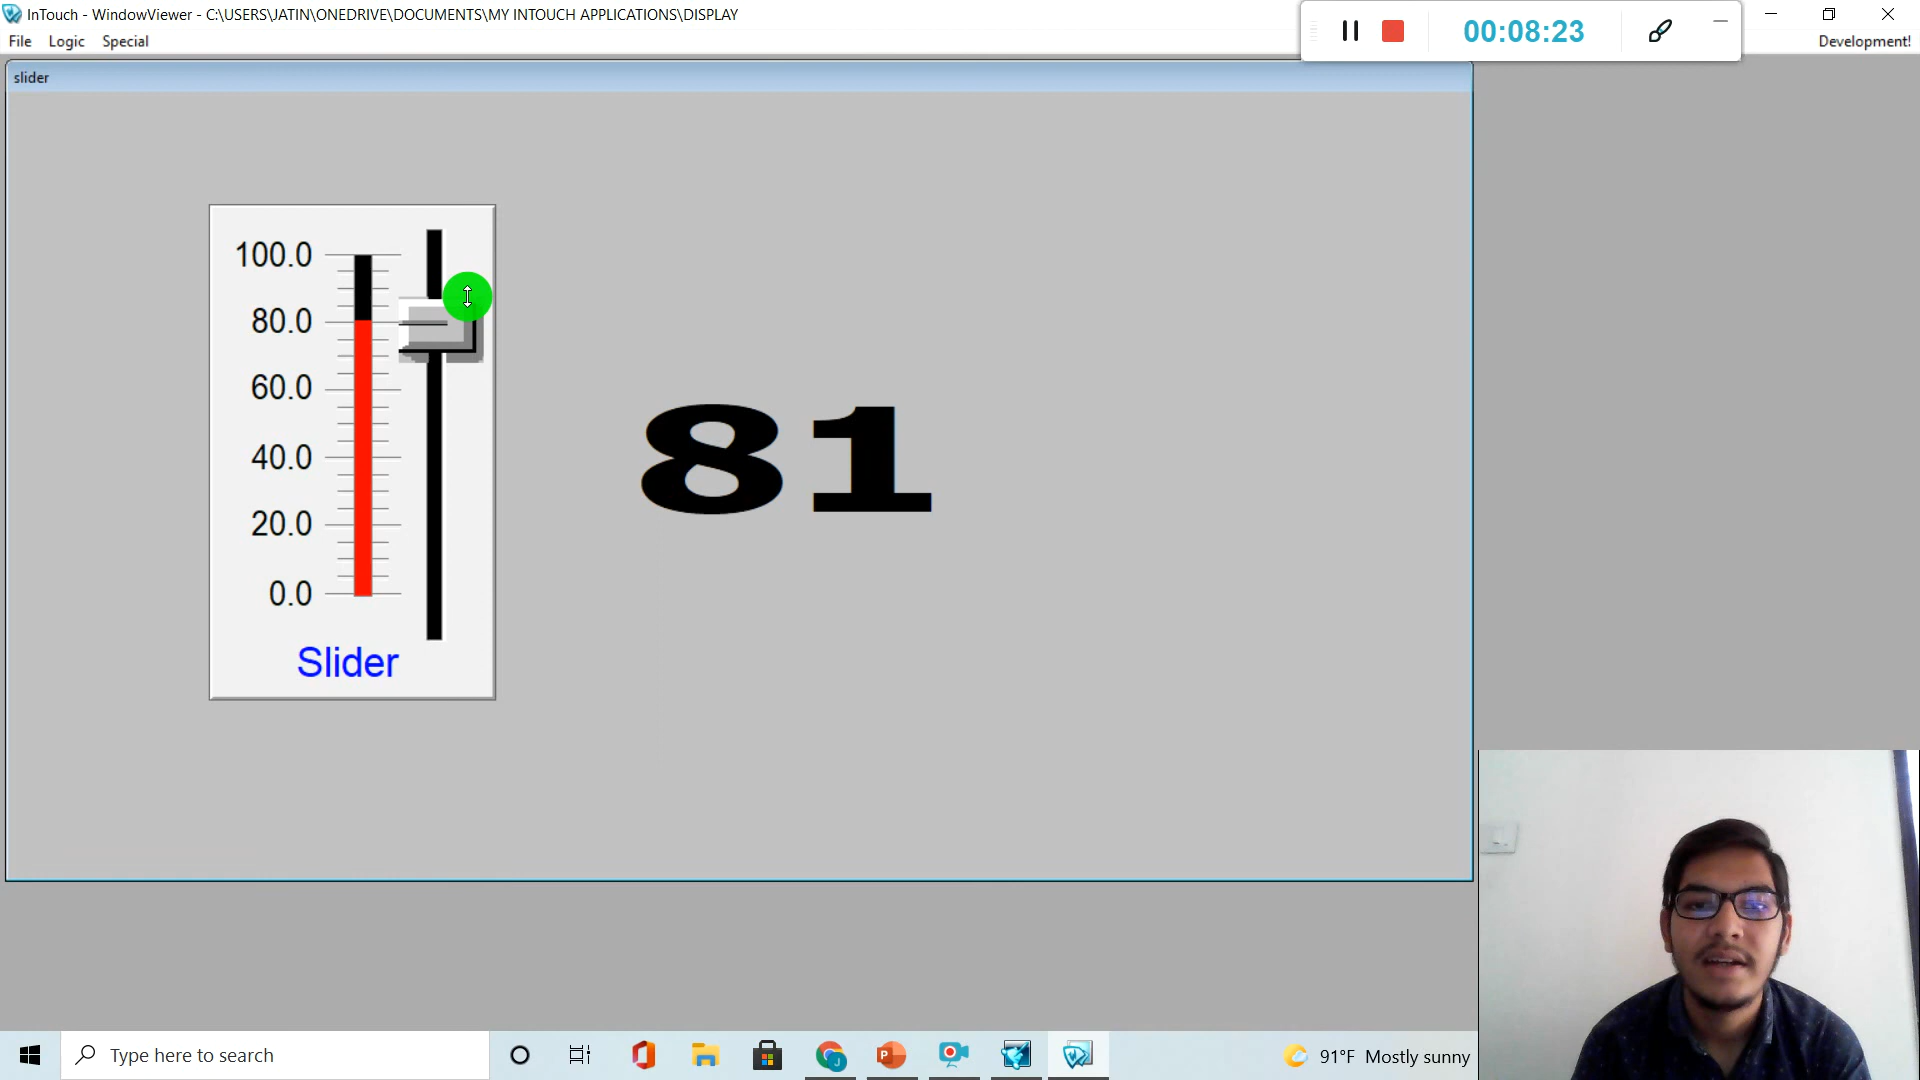 InTouch - WindowViewer - C:\USERS\JATIN\ONEDRIVE\DOCUMENTS\MY INTOUCH APPLICATIONS\DISPLAY
00:08:23
File Logic Special
Development!
slider
100.0
80.0
60.0
40.0
20.0
0.0
Slider
81
Type here to search
91°F Mostly sunny